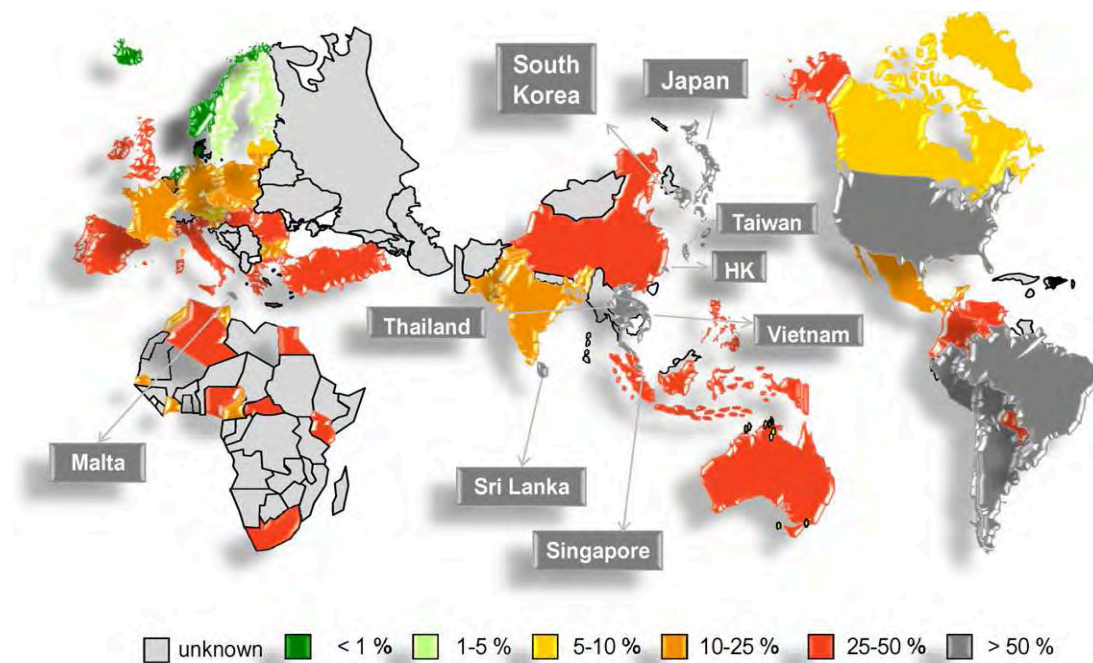 South
Korea
Japan
Taiwan
HK
Thailand
Vietnam
Malta
Sri Lanka
Singapore
unknown
< 1 %
1-5 %
5-10 %
10-25 %
25-50 %
> 50 %